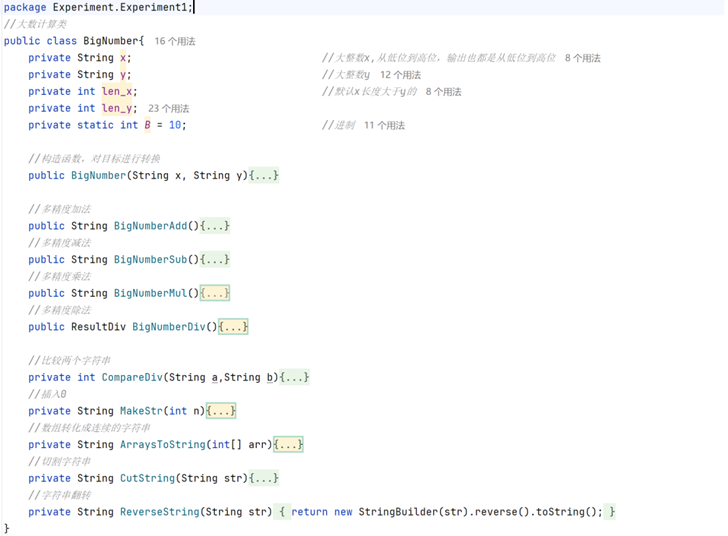 package Experiment.Experiment1;
//大数计算类
public class BigNumber{ 16 个用法
private String x; //大整数x,从低位到高位，输出也都是从低位到高位 8 个用法
private String y; //大整数y 12 个用法
private int len_x; //默认x长度大于y的 8 个用法
private int len_y; 23 个用法
private static int B = 10; //进制 11 个用法
//构造函数，对目标进行转换
public BigNumber(String x, String y){...}
//多精度加法
public String BigNumberAdd(){...}
//多精度减法
public String BigNumberSub(){...}
//多精度乘法
public String BigNumberMul(){...}
//多精度除法
public ResultDiv BigNumberDiv(){...}
//比较两个字符串
private int CompareDiv(String a,String b){...}
//插入0
private String MakeStr(int n){...}
//数组转化成连续的字符串
private String ArraysToString(int[] arr){...}
//切割字符串
private String CutString(String str){...}
//字符串翻转
private String ReverseString(String str) { return new StringBuilder(str).reverse().toString(); }
}